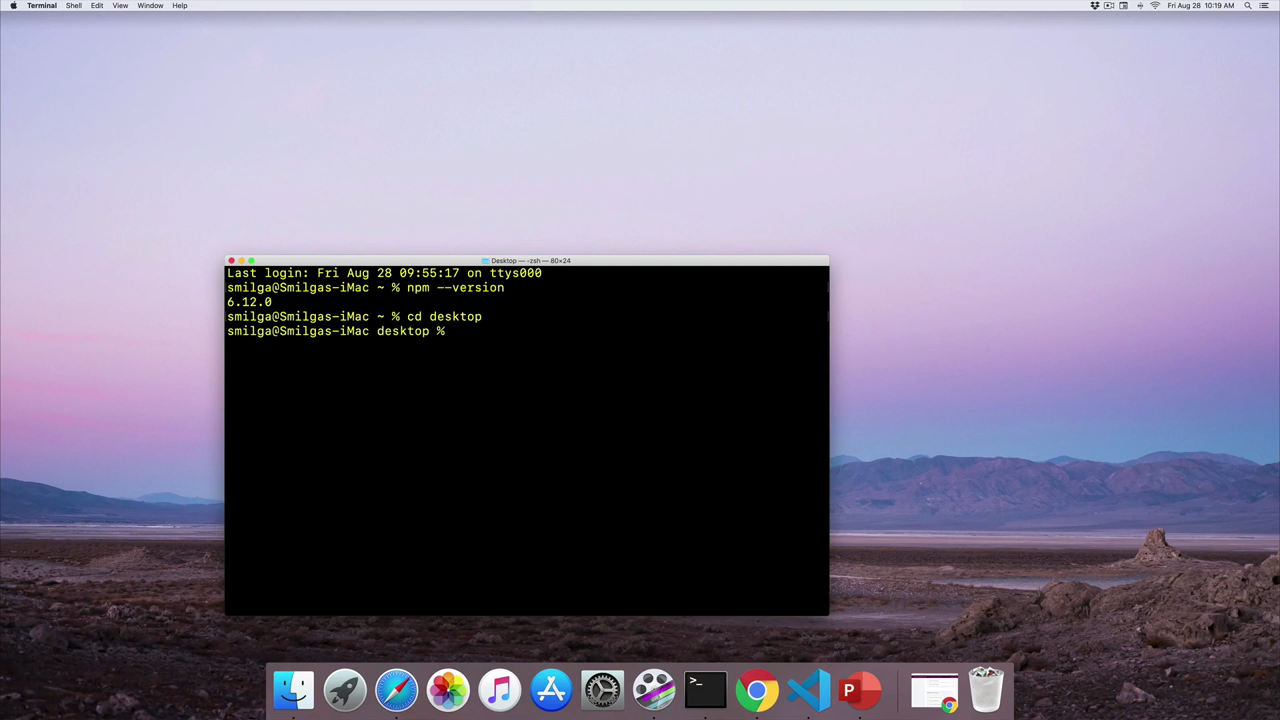 Terminal Shell Edit View Window Help Fri Aug 28 10:19 AM
Desktop — -zsh — 80×24
Last login: Fri Aug 28 09:55:17 on ttys000
smilga@Smilgas-iMac ~ % npm --version
6.12.0
smilga@Smilgas-iMac ~ % cd desktop
smilga@Smilgas-iMac desktop %
>_
P